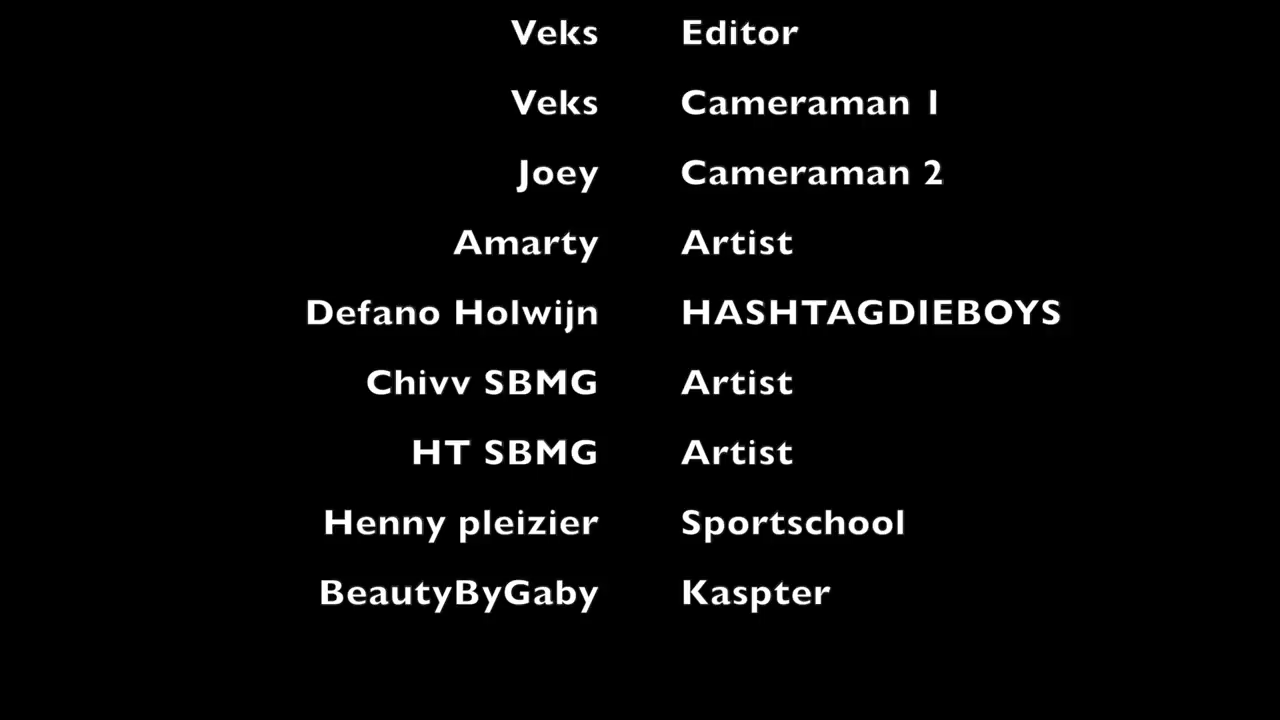 Veks Editor
Veks Cameraman 1
Joey Cameraman 2
Amarty Artist
Defano Holwijn HASHTAGDIEBOYS
Chivv SBMG Artist
HT SBMG Artist
Henny pleizier Sportschool
BeautyByGaby Kaspter